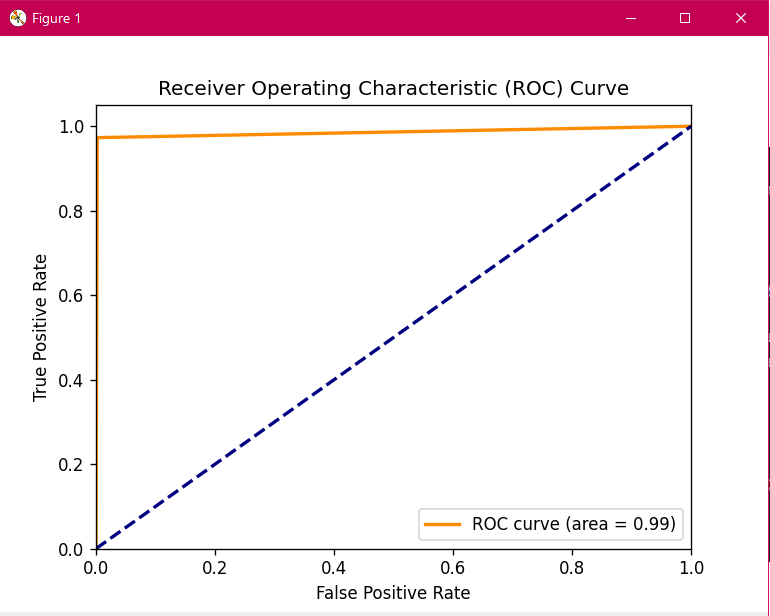 Figure 1
Receiver Operating Characteristic (ROC) Curve
1.0
0.8
0.6
0.4
0.2
0.0
True Positive Rate
ROC curve (area = 0.99)
0.0 0.2 0.4 0.6 0.8 1.0
False Positive Rate